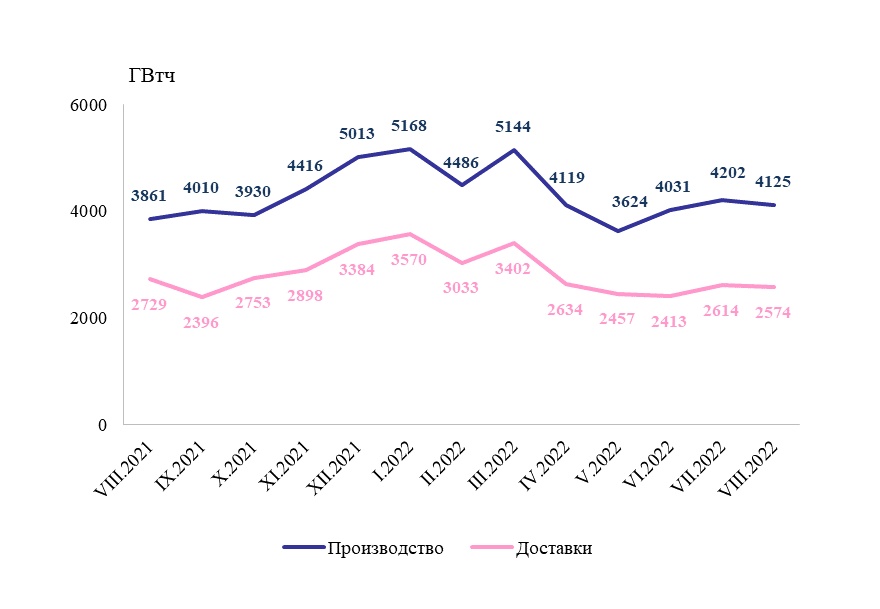 ГВтч
6000
4000
2000
0
3861 4010 3930 4416 5013 5168 4486 5144 4119 3624 4031 4202 4125
2729 2396 2753 2898 3384 3570 3033 3402 2634 2457 2413 2614 2574
VIII.2021 IX.2021 X.2021 XI.2021 XII.2021 I.2022 II.2022 III.2022 IV.2022 V.2022 VI.2022 VII.2022 VIII.2022
Производство Доставки